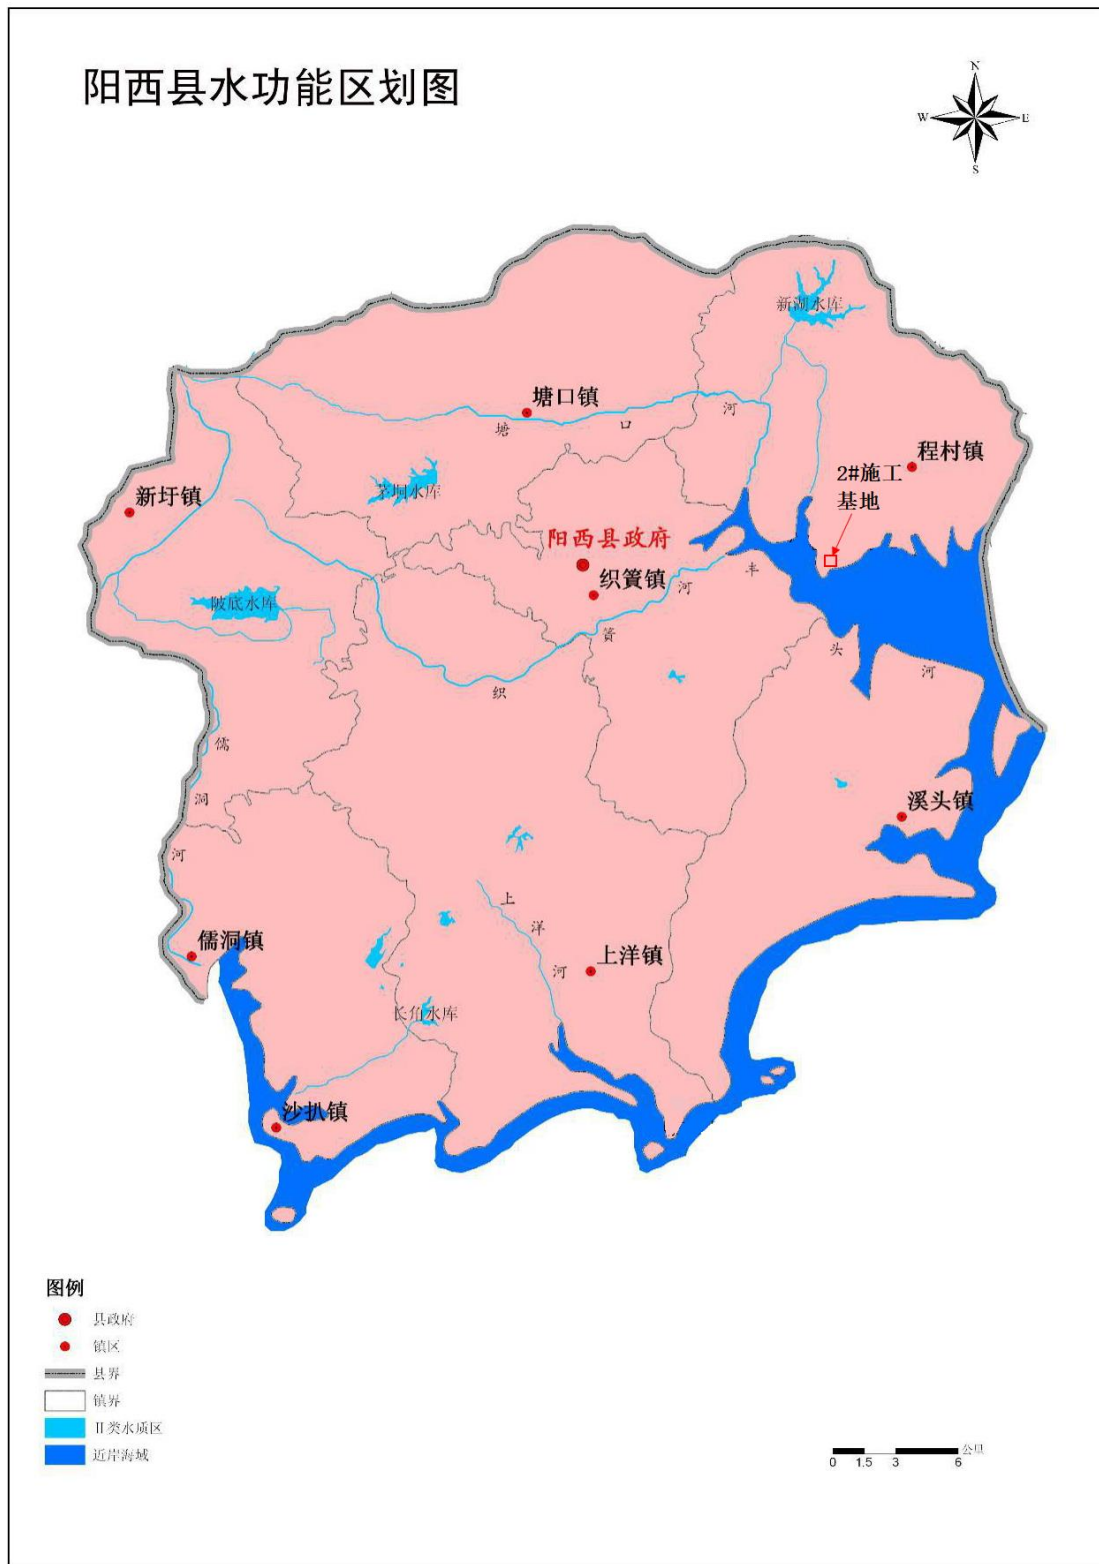 阳西县水功能区划图
N
W
E
S
新湖水库
塘口镇
塘
口
河
程村镇
2#施工
基地
新圩镇
茅垌水库
阳西县政府
织篢镇
陂底水库
丰
头
河
织
篢
河
儒
洞
河
溪头镇
上
洋
河
上洋镇
儒洞镇
长角水库
沙扒镇
图例
县政府
镇区
县界
镇界
II类水质区
近岸海域
公里
0 1.5 3 6